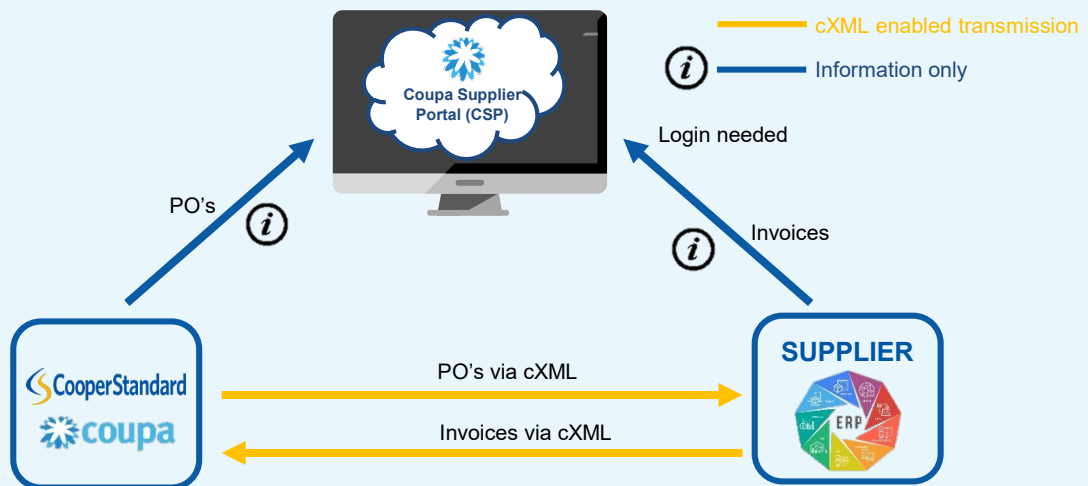 cXML enabled transmission
i
Information only
Coupa Supplier
Portal (CSP)
Login needed
PO's
i
Invoices
i
CooperStandard
coupa
PO's via cXML
Invoices via cXML
SUPPLIER
ERP